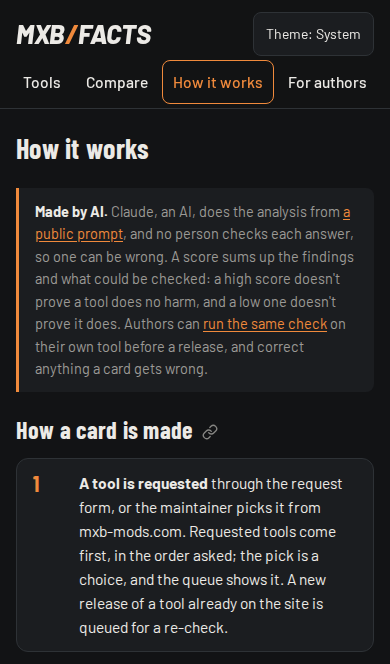 MXB/FACTS
Theme: System
Tools
Compare
How it works
For authors
How it works
Made by AI. Claude, an AI, does the analysis from a
public prompt, and no person checks each answer,
so one can be wrong. A score sums up the findings
and what could be checked: a high score doesn't
prove a tool does no harm, and a low one doesn't
prove it does. Authors can run the same check on
their own tool before a release, and correct
anything a card gets wrong.
How a card is made
1
A tool is requested through the request
form, or the maintainer picks it from
mxb-mods.com. Requested tools come
first, in the order asked; the pick is a
choice, and the queue shows it. A new
release of a tool already on the site is
queued for a re-check.